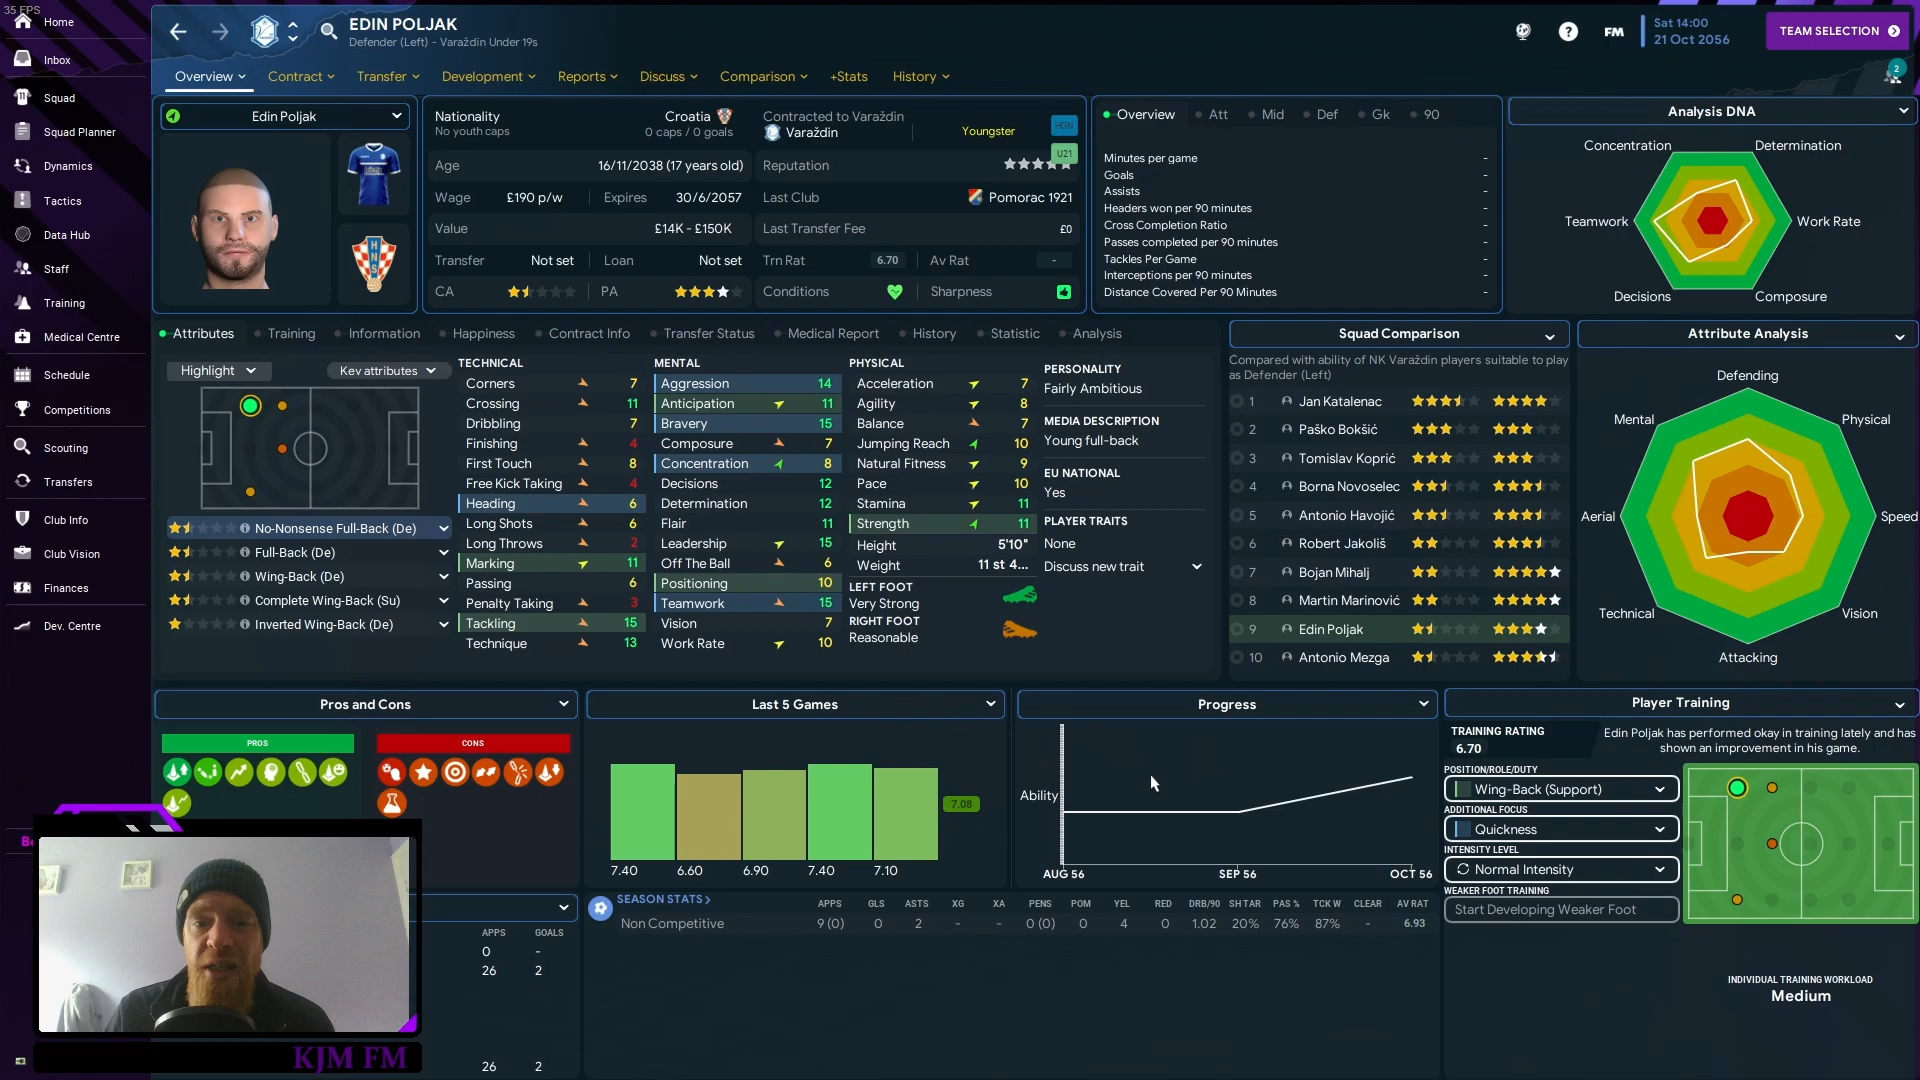 35 FPS
Home
Inbox
Squad
Squad Planner
Dynamics
Tactics
Data Hub
Staff
Training
Medical Centre
Schedule
Competitions
Scouting
Transfers
Club Info
Club Vision
Finances
Dev. Centre
EDIN POLJAK
Defender (Left) - Varaždin Under 19s
FM
Sat 14:00
21 Oct 2056
TEAM SELECTION
2
Overview Contract Transfer Development Reports Discuss Comparison +Stats History
Edin Poljak
Nationality Croatia
No youth caps 0 caps / 0 goals
Age 16/11/2038 (17 years old)
Wage £190 p/w Expires 30/6/2057
Value £14K - £150K
Transfer Not set Loan Not set
CA PA
Contracted to Varaždin
Varaždin Youngster HGN
U21
Reputation
Last Club Pomorac 1921
Last Transfer Fee £0
Trn Rat 6.70 Av Rat -
Conditions Sharpness
Overview Att Mid Def Gk 90
Minutes per game -
Goals -
Assists -
Headers won per 90 minutes -
Cross Completion Ratio -
Passes completed per 90 minutes -
Tackles Per Game -
Interceptions per 90 minutes -
Distance Covered Per 90 Minutes -
Analysis DNA
Concentration Determination
Teamwork Work Rate
Decisions Composure
Attributes Training Information Happiness Contract Info Transfer Status Medical Report History Statistic Analysis
Highlight Key attributes
No-Nonsense Full-Back (De)
Full-Back (De)
Wing-Back (De)
Complete Wing-Back (Su)
Inverted Wing-Back (De)
TECHNICAL
Corners 7
Crossing 11
Dribbling 7
Finishing 4
First Touch 8
Free Kick Taking 4
Heading 6
Long Shots 6
Long Throws 2
Marking 11
Passing 6
Penalty Taking 3
Tackling 15
Technique 13
MENTAL
Aggression 14
Anticipation 11
Bravery 15
Composure 7
Concentration 8
Decisions 12
Determination 12
Flair 11
Leadership 15
Off The Ball 6
Positioning 10
Teamwork 15
Vision 7
Work Rate 10
PHYSICAL
Acceleration 7
Agility 8
Balance 7
Jumping Reach 10
Natural Fitness 9
Pace 10
Stamina 11
Strength 11
Height 5'10"
Weight 11 st 4...
LEFT FOOT
Very Strong
RIGHT FOOT
Reasonable
PERSONALITY
Fairly Ambitious
MEDIA DESCRIPTION
Young full-back
EU NATIONAL
Yes
PLAYER TRAITS
None
Discuss new trait
Squad Comparison
Compared with ability of NK Varaždin players suitable to play
as Defender (Left)
1 Jan Katalenac
2 Paško Bokšić
3 Tomislav Koprić
4 Borna Novoselec
5 Antonio Havojić
6 Robert Jakoliš
7 Bojan Mihalj
8 Martin Marinović
9 Edin Poljak
10 Antonio Mezga
Attribute Analysis
Defending
Mental Physical
Aerial Speed
Technical Vision
Attacking
Pros and Cons
PROS CONS
Last 5 Games
7.08
7.40 6.60 6.90 7.40 7.10
Progress
Ability
AUG 56 SEP 56 OCT 56
Player Training
TRAINING RATING
6.70
Edin Poljak has performed okay in training lately and has
shown an improvement in his game.
POSITION/ROLE/DUTY
Wing-Back (Support)
ADDITIONAL FOCUS
Quickness
INTENSITY LEVEL
Normal Intensity
WEAKER FOOT TRAINING
Start Developing Weaker Foot
INDIVIDUAL TRAINING WORKLOAD
Medium
APPS GOALS
0 -
26 2
26 2
SEASON STATS APPS GLS ASTS XG XA PENS POM YEL RED DRB/90 SH TAR PAS % TCK W CLEAR AV RAT
Non Competitive 9 (0) 0 2 - - 0 (0) 0 4 0 1.02 20% 76% 87% - 6.93
KJM FM